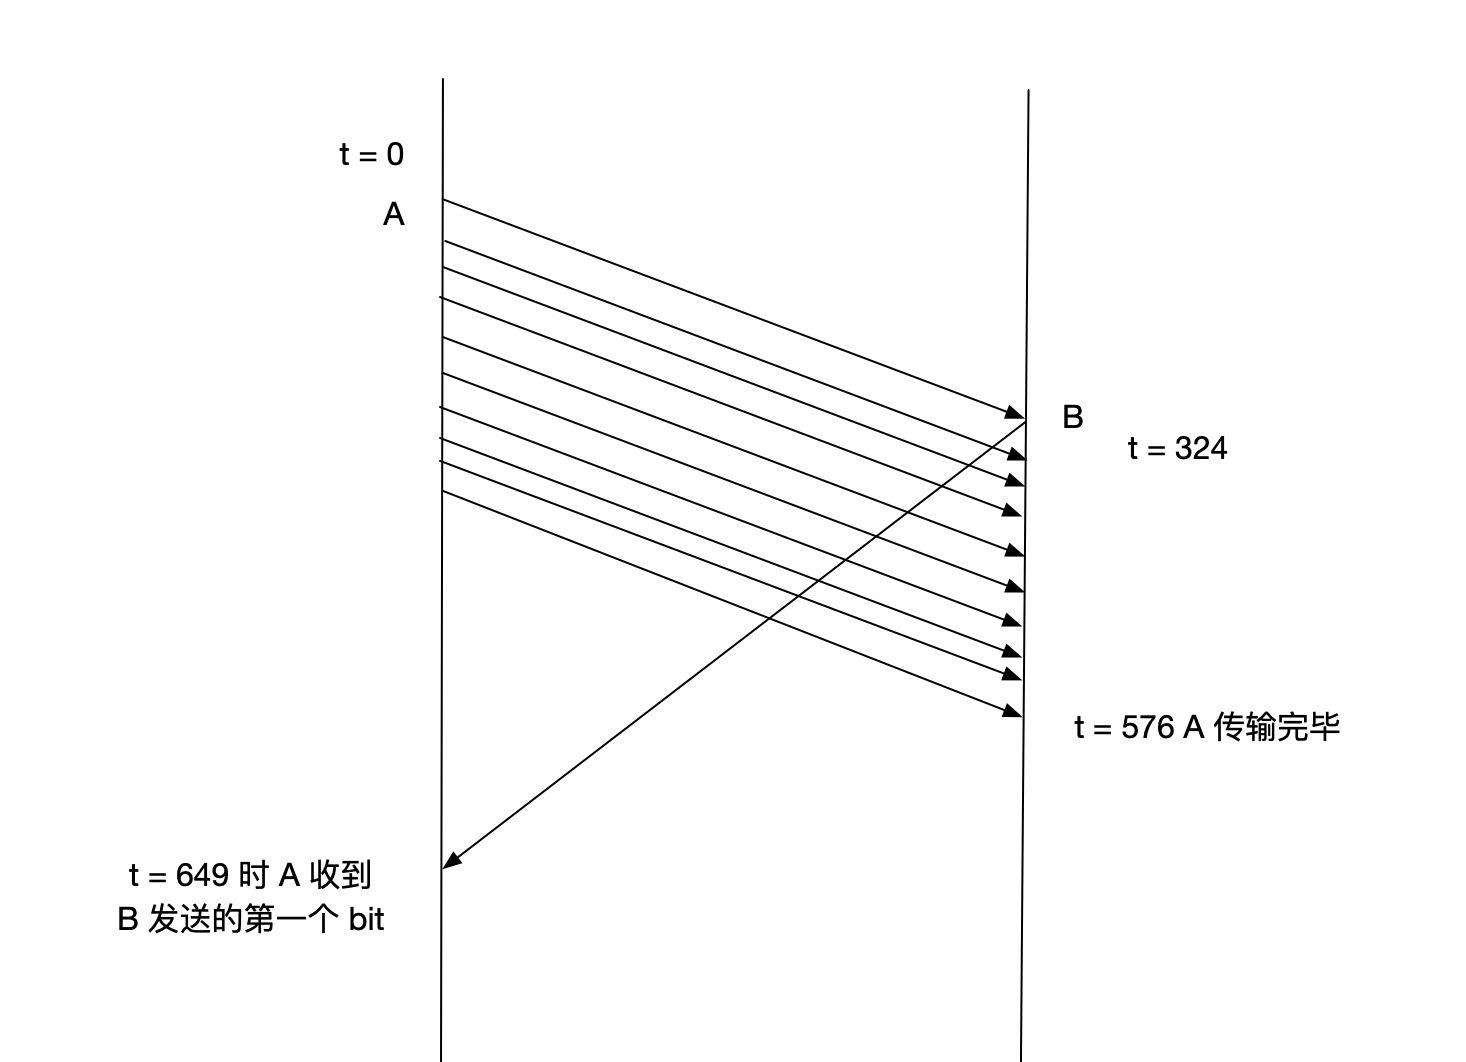 t = 0
A
B
t = 324
t = 576 A 传输完毕
t = 649 时 A 收到
B 发送的第一个 bit